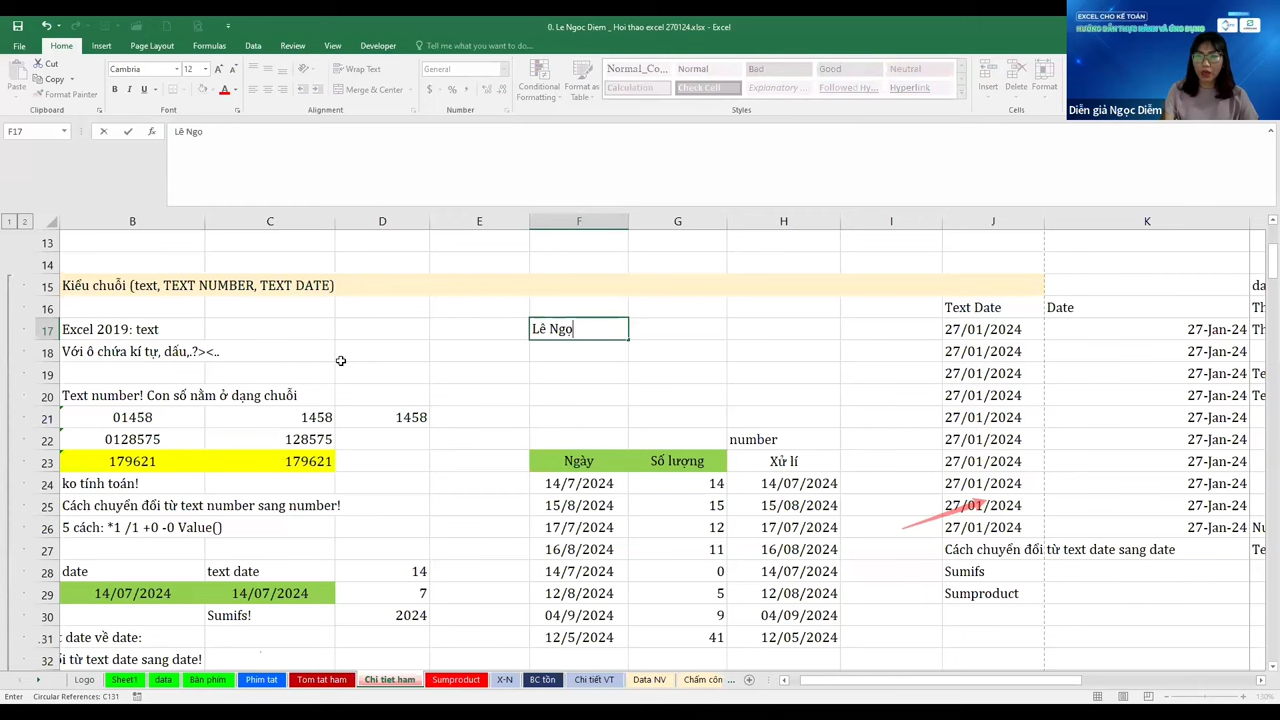 0. Le Ngoc Diem _ Hoi thao excel 270124.xlsx - Excel
File Home Insert Page Layout Formulas Data Review View Developer Tell me what you want to do...
Cut
Copy
Format Painter
Paste
Clipboard
Cambria 12
Font
Wrap Text
Merge & Center
Alignment
General
Number
Conditional Formatting
Format as Table
Normal_Co,... Normal Bad Good Neutral
Calculation Check Cell Explanatory ... Followed Hy... Hyperlink
Styles
Insert Delete Format
Cells
EXCEL CHO KẾ TOÁN
HƯỚNG DẪN THỰC HÀNH VÀ ỨNG DỤNG
Diễn giả Ngọc Diễm
F17 Lê Ngo
1 2 B C D E F G H I J K
13
14
15 Kiểu chuỗi (text, TEXT NUMBER, TEXT DATE) da
16 Text Date Date Th
17 Excel 2019: text Lê Ngo 27/01/2024 27-Jan-24 Th
18 Với ô chứa kí tự, dấu,.?><.. 27/01/2024 27-Jan-24
19 27/01/2024 27-Jan-24 Te
20 Text number! Con số nằm ở dạng chuỗi 27/01/2024 27-Jan-24 Te
21 01458 1458 1458 27/01/2024 27-Jan-24
22 0128575 128575 number 27/01/2024 27-Jan-24
23 179621 179621 Ngày Số lượng Xử lí 27/01/2024 27-Jan-24
24 ko tính toán! 14/7/2024 14 14/07/2024 27/01/2024 27-Jan-24
25 Cách chuyển đổi từ text number sang number! 15/8/2024 11 15/08/2024 27/01/2024 27-Jan-24
26 5 cách: *1 /1 +0 -0 Value() 17/7/2024 12 17/07/2024 27/01/2024 27-Jan-24 Nu
27 16/8/2024 11 16/08/2024 Cách chuyển đổi từ text date sang date Te
28 date text date 14 14/7/2024 0 14/07/2024 Sumifs
29 14/07/2024 14/07/2024 7 12/8/2024 5 12/08/2024 Sumproduct
30 Sumifs! 2024 04/9/2024 9 04/09/2024
31 t date về date: 12/5/2024 41 12/05/2024
32 ổi từ text date sang date!
Logo Sheet1 data Bàn phím Phim tat Tom tat ham Chi tiet ham Sumproduct X-N BC tồn Chi tiết VT Data NV Chấm côn ...
Enter Circular References: C131 130%